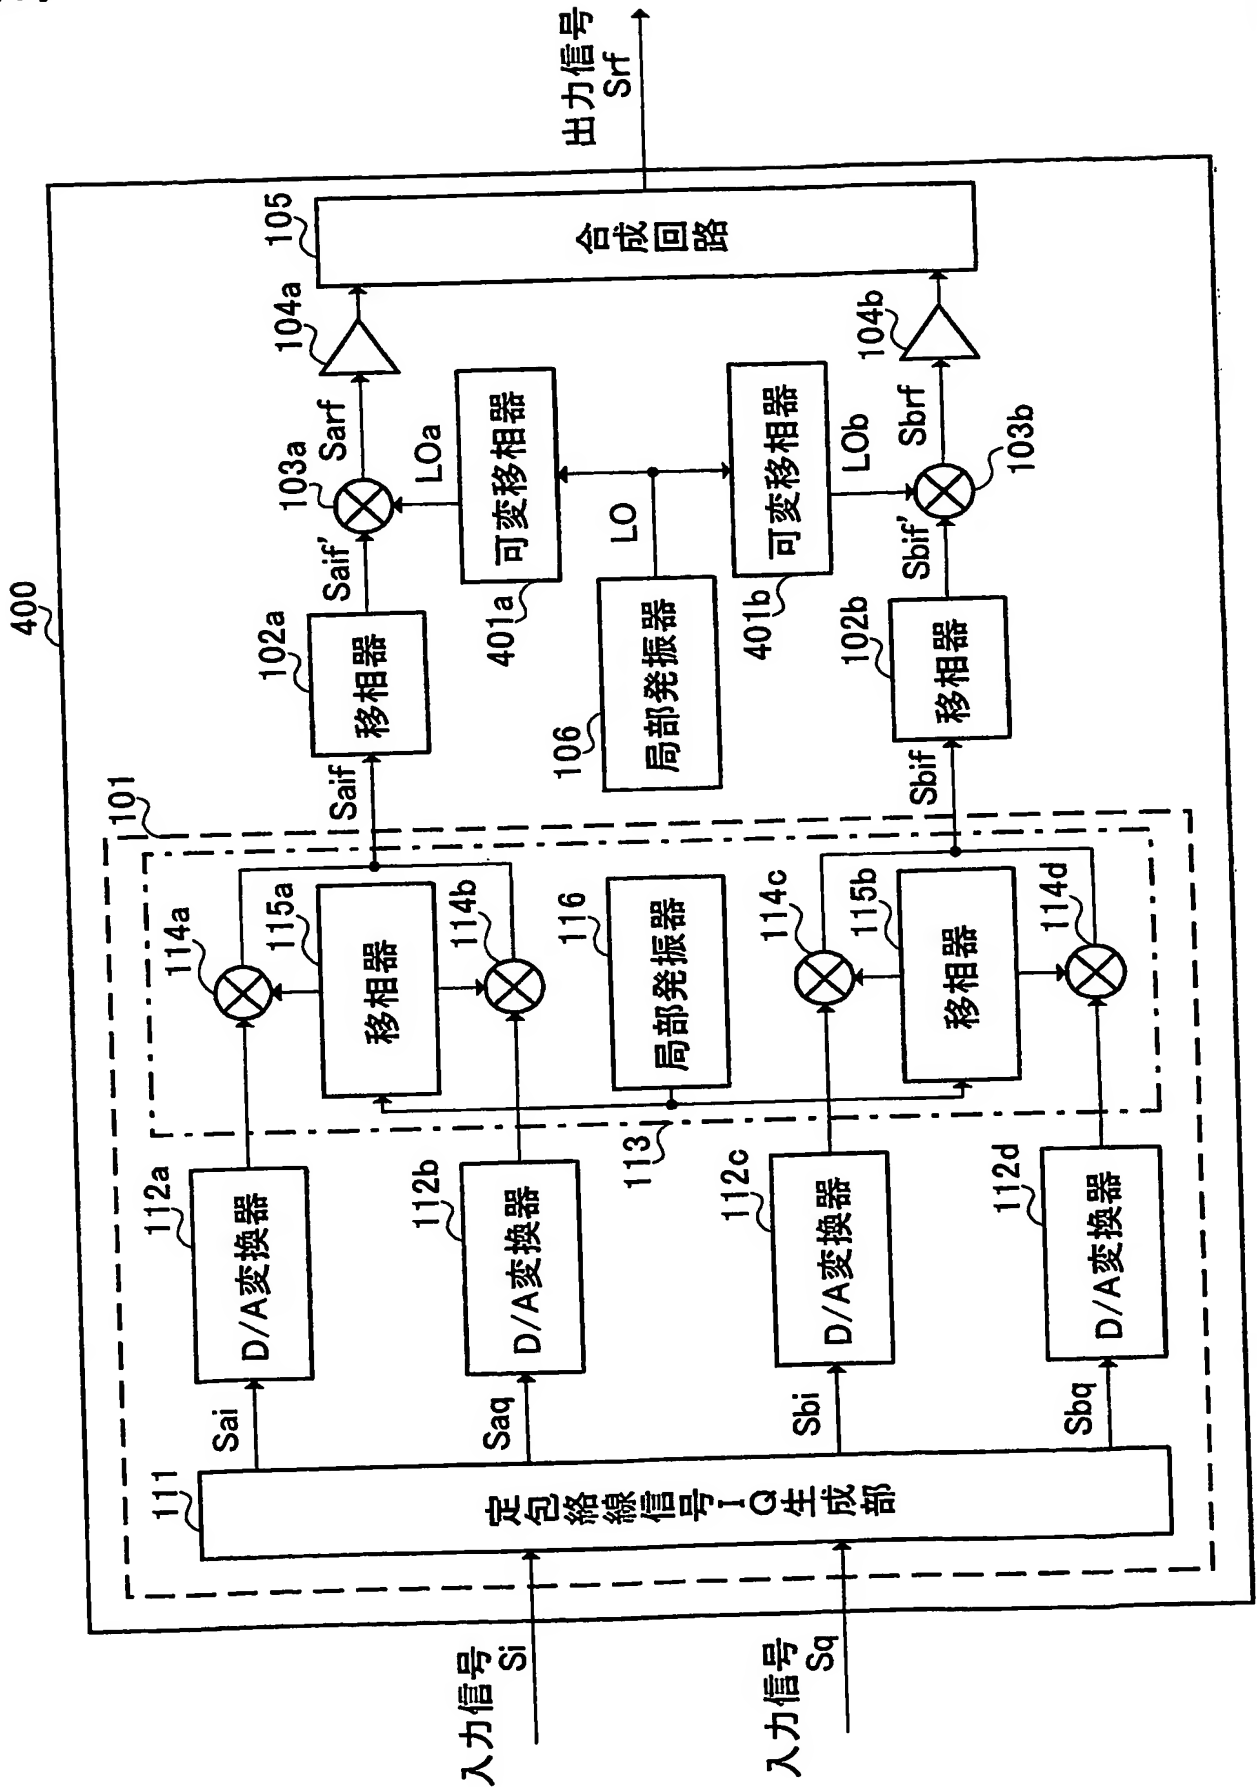 400
101
111
定包絡線信号IQ生成部
入力信号
Si
入力信号
Sq
Sai
Saq
Sbi
Sbq
112a
D/A変換器
112b
D/A変換器
112c
D/A変換器
112d
D/A変換器
113
114a
115a
移相器
114b
116
局部発振器
114c
115b
移相器
114d
Saif
Sbif
102a
移相器
106
局部発振器
102b
移相器
Saif'
LO
Sbif'
103a
401a
可変移相器
401b
可変移相器
103b
LOa
LOb
Sarf
Sbrf
104a
104b
105
合成回路
出力信号
Srf